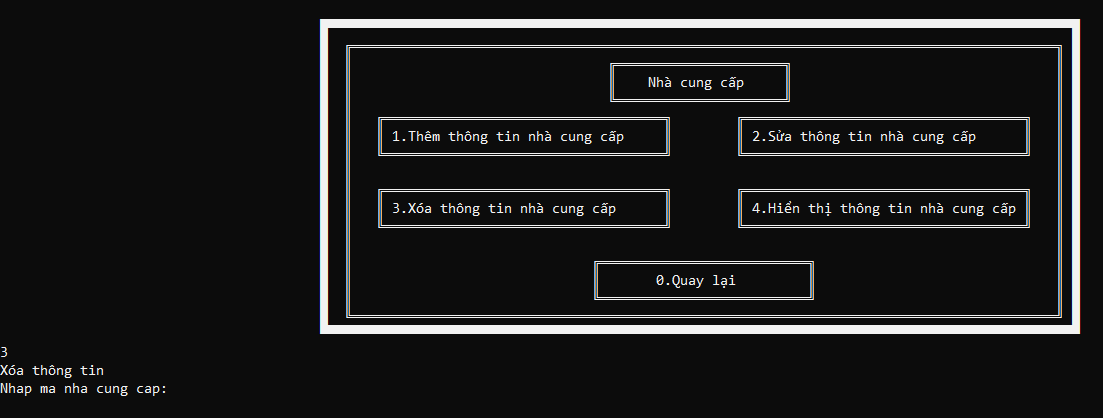 Nhà cung cấp
1.Thêm thông tin nhà cung cấp
2.Sửa thông tin nhà cung cấp
3.Xóa thông tin nhà cung cấp
4.Hiển thị thông tin nhà cung cấp
0.Quay lại
3
Xóa thông tin
Nhap ma nha cung cap: